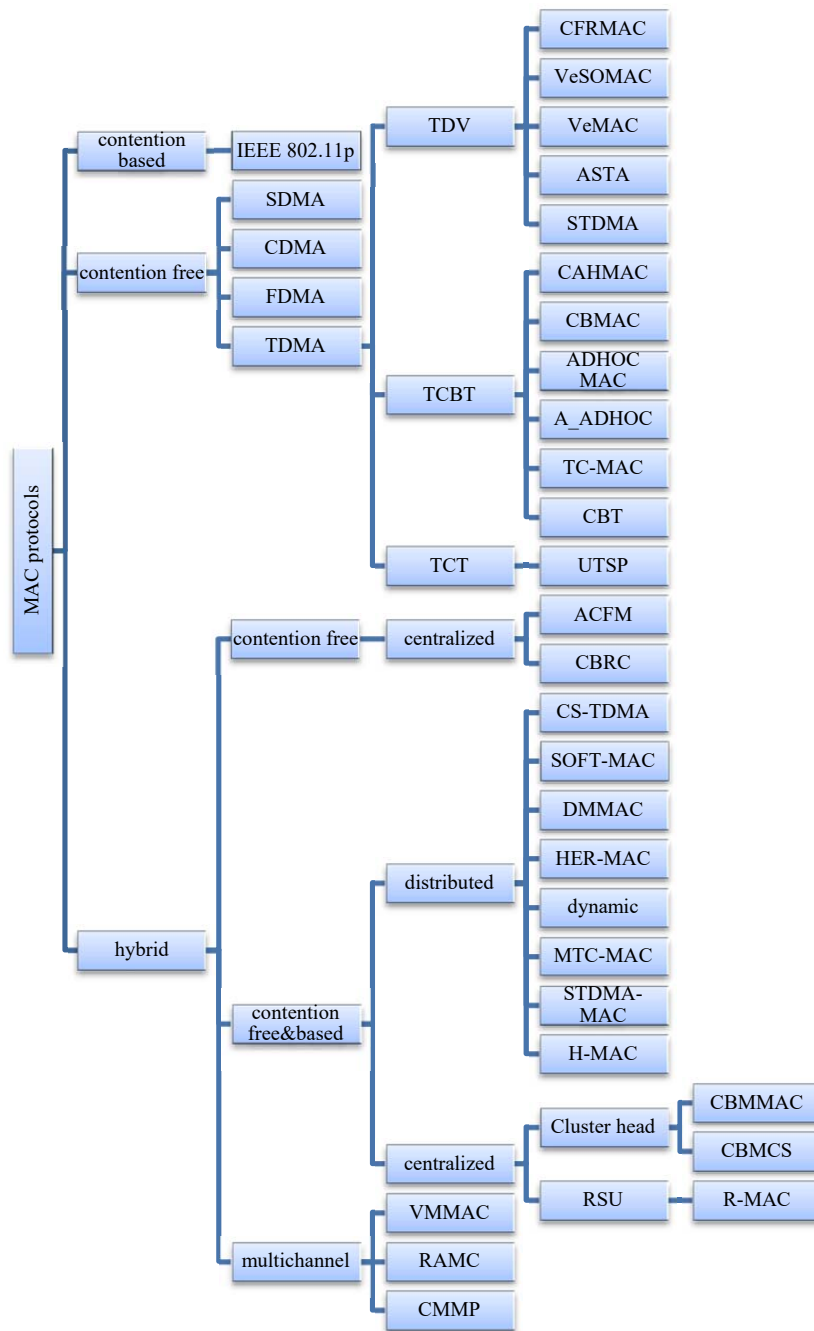 CFRMAC
VeSOMAC
TDV
VeMAC
contention
based
IEEE 802.11p
ASTA
SDMA
STDMA
CDMA
contention free
CAHMAC
FDMA
CBMAC
TDMA
ADHOC
MAC
TCBT
A_ADHOC
TC-MAC
CBT
TCT
UTSP
MAC protocols
ACFM
contention free
centralized
CBRC
CS-TDMA
SOFT-MAC
DMMAC
HER-MAC
distributed
dynamic
hybrid
MTC-MAC
STDMA-
MAC
contention
free&based
H-MAC
CBMMAC
Cluster head
CBMCS
centralized
RSU
R-MAC
VMMAC
multichannel
RAMC
CMMP